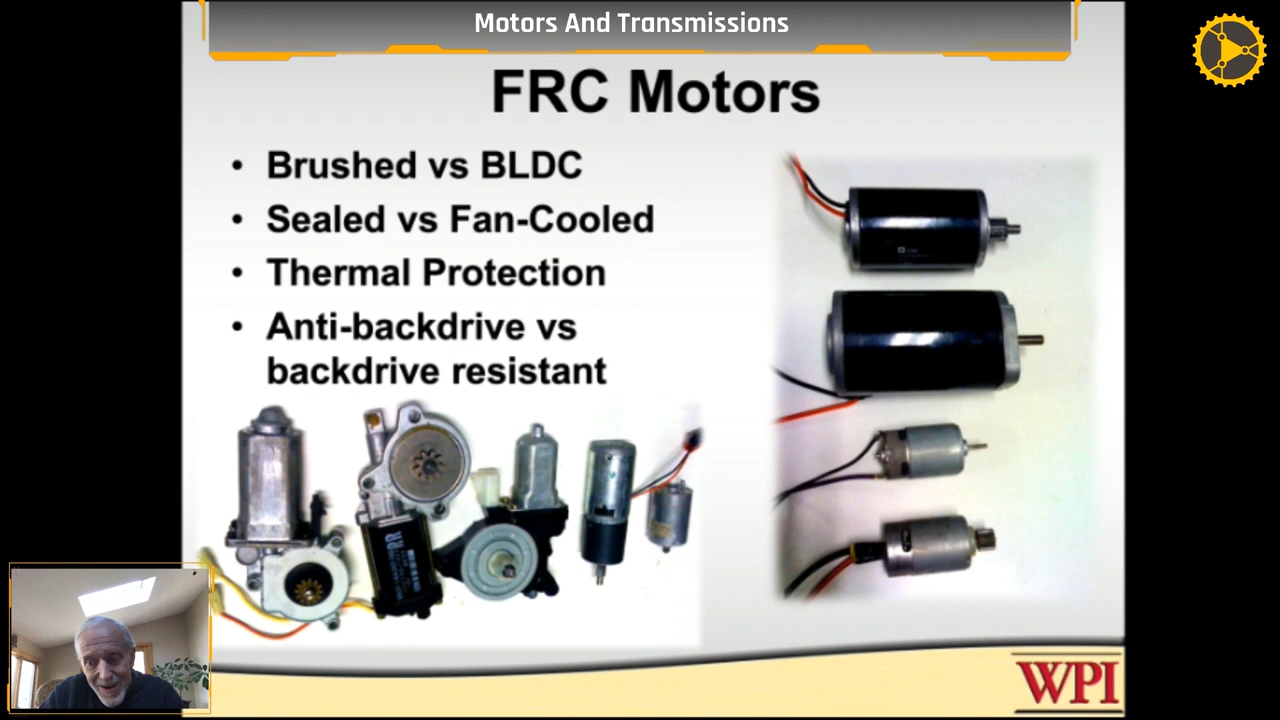 Motors And Transmissions
FRC Motors
• Brushed vs BLDC
• Sealed vs Fan-Cooled
• Thermal Protection
• Anti-backdrive vs
backdrive resistant
WPI